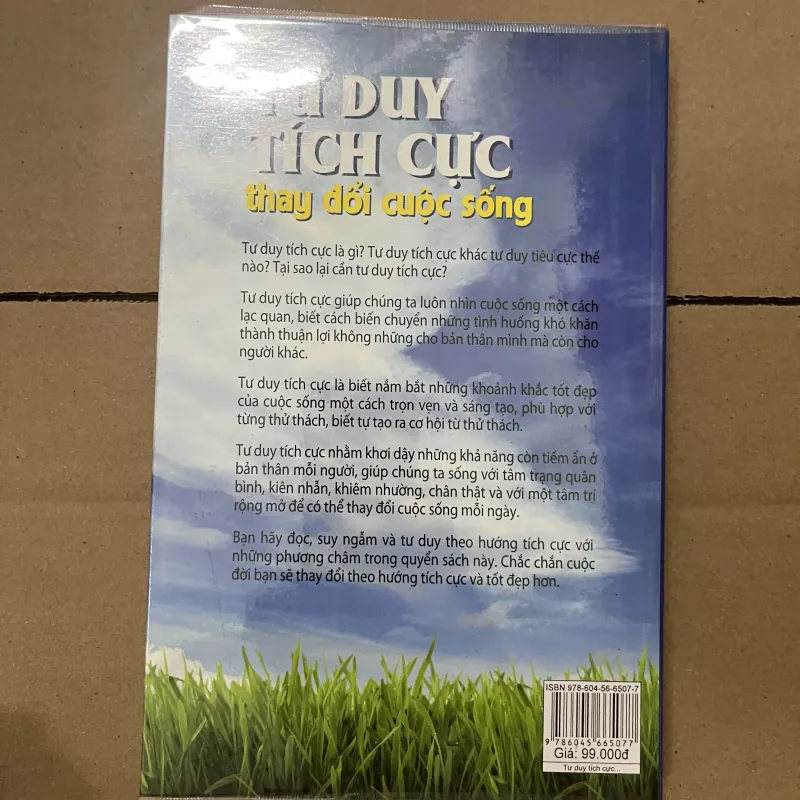 TƯ DUY
TÍCH CỰC
thay đổi cuộc sống
Tư duy tích cực là gì? Tư duy tích cực khác tư duy tiêu cực thế
nào? Tại sao lại cần tư duy tích cực?
Tư duy tích cực giúp chúng ta luôn nhìn cuộc sống một cách
lạc quan, biết cách biến chuyển những tình huống khó khăn
thành thuận lợi không những cho bản thân mình mà còn cho
người khác.
Tư duy tích cực là biết nắm bắt những khoảnh khắc tốt đẹp
của cuộc sống một cách trọn vẹn và sáng tạo, phù hợp với
từng thử thách, biết tự tạo ra cơ hội từ thử thách.
Tư duy tích cực nhằm khơi dậy những khả năng còn tiềm ẩn ở
bản thân mỗi người, giúp chúng ta sống với tâm trạng quân
bình, kiên nhẫn, khiêm nhường, chân thật và với một tâm trí
rộng mở để có thể thay đổi cuộc sống mỗi ngày.
Bạn hãy đọc, suy ngẫm và tư duy theo hướng tích cực với
những phương châm trong quyển sách này. Chắc chắn cuộc
đời bạn sẽ thay đổi theo hướng tích cực và tốt đẹp hơn.
ISBN 978-604-56-6507-7
9 786045 665077
Giá: 99.000đ
Tư duy tích cực...